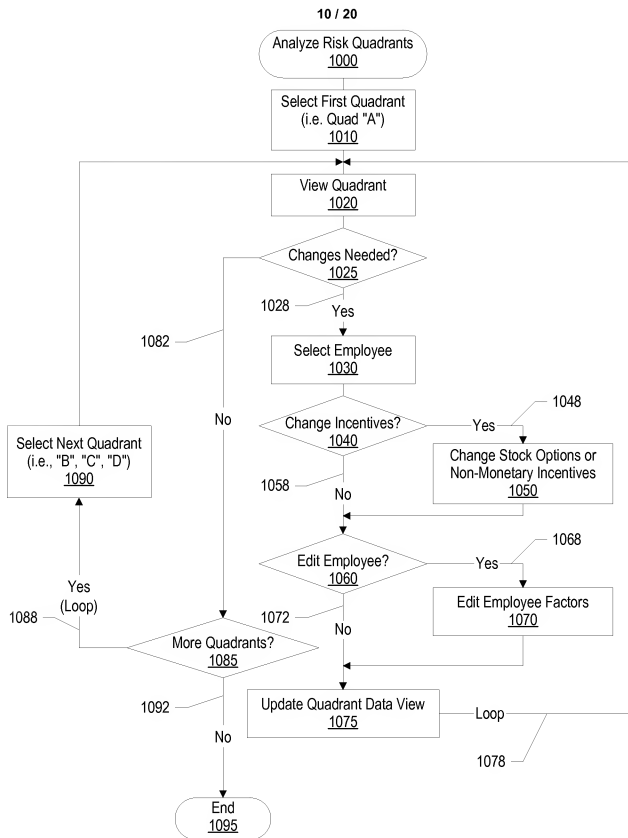 10 / 20
Analyze Risk Quadrants
1000
Select First Quadrant
(i.e. Quad "A")
1010
View Quadrant
1020
Changes Needed?
1025
1028
Yes
1082
Select Employee
1030
No
Change Incentives?
1040
Yes
1048
Select Next Quadrant
(i.e., "B", "C", "D")
1090
Change Stock Options or
Non-Monetary Incentives
1050
1058
No
Edit Employee?
1060
Yes
1068
Yes
(Loop)
1088
1072
No
Edit Employee Factors
1070
More Quadrants?
1085
1092
No
Update Quadrant Data View
1075
Loop
1078
End
1095